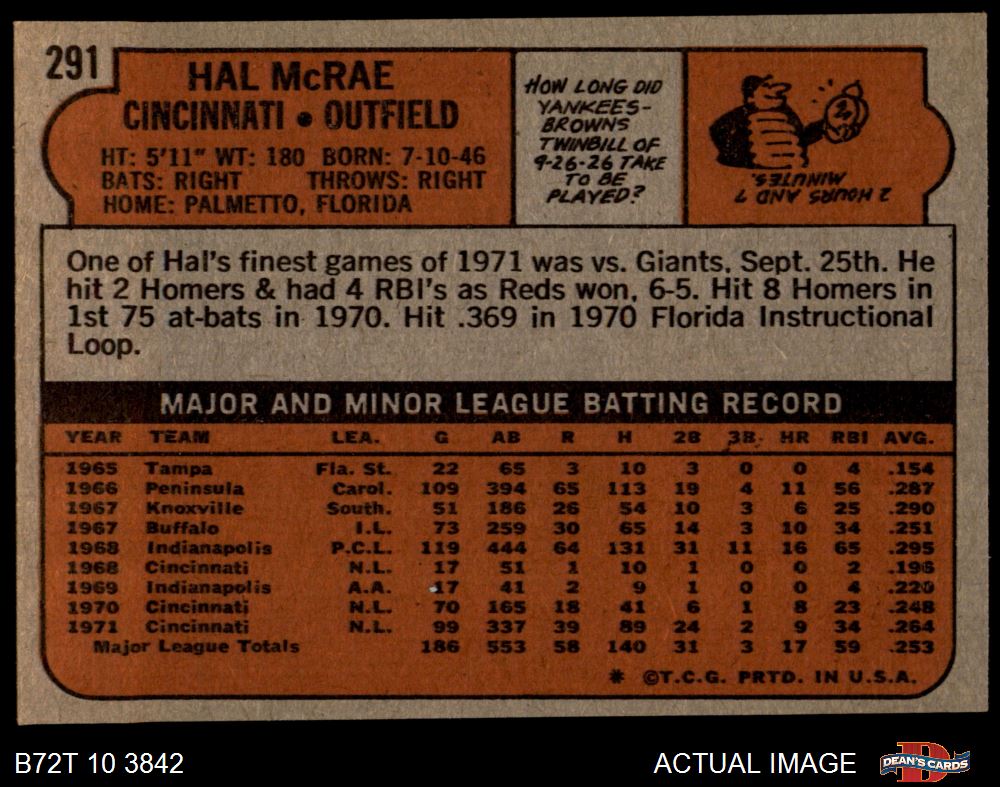 291
HAL McRAE
CINCINNATI • OUTFIELD
HT: 5'11" WT: 180 BORN: 7-10-46
BATS: RIGHT THROWS: RIGHT
HOME: PALMETTO, FLORIDA
HOW LONG DID
YANKEES-
BROWNS
TWINBILL OF
9-26-26 TAKE
TO BE
PLAYED?
2 HOURS AND 7
MINUTES.
One of Hal's finest games of 1971 was vs. Giants, Sept. 25th. He
hit 2 Homers & had 4 RBI's as Reds won, 6-5. Hit 8 Homers in
1st 75 at-bats in 1970. Hit .369 in 1970 Florida Instructional
Loop.
MAJOR AND MINOR LEAGUE BATTING RECORD
YEAR TEAM LEA. G AB R H 2B 3B HR RBI AVG.
1965 Tampa Fla. St. 22 65 3 10 3 0 0 4 .154
1966 Peninsula Carol. 109 394 65 113 19 4 11 56 .287
1967 Knoxville South. 51 186 26 54 10 3 6 25 .290
1967 Buffalo I.L. 73 259 30 65 14 3 10 34 .251
1968 Indianapolis P.C.L. 119 444 64 131 31 11 16 65 .295
1968 Cincinnati N.L. 17 51 1 10 1 0 0 2 .196
1969 Indianapolis A.A. 17 41 2 9 1 0 0 4 .220
1970 Cincinnati N.L. 70 165 18 41 6 1 8 23 .248
1971 Cincinnati N.L. 99 337 39 89 24 2 9 34 .264
Major League Totals 186 553 58 140 31 3 17 59 .253
* ©T.C.G. PRTD. IN U.S.A.
B72T 10 3842
ACTUAL IMAGE
DEAN'S CARDS